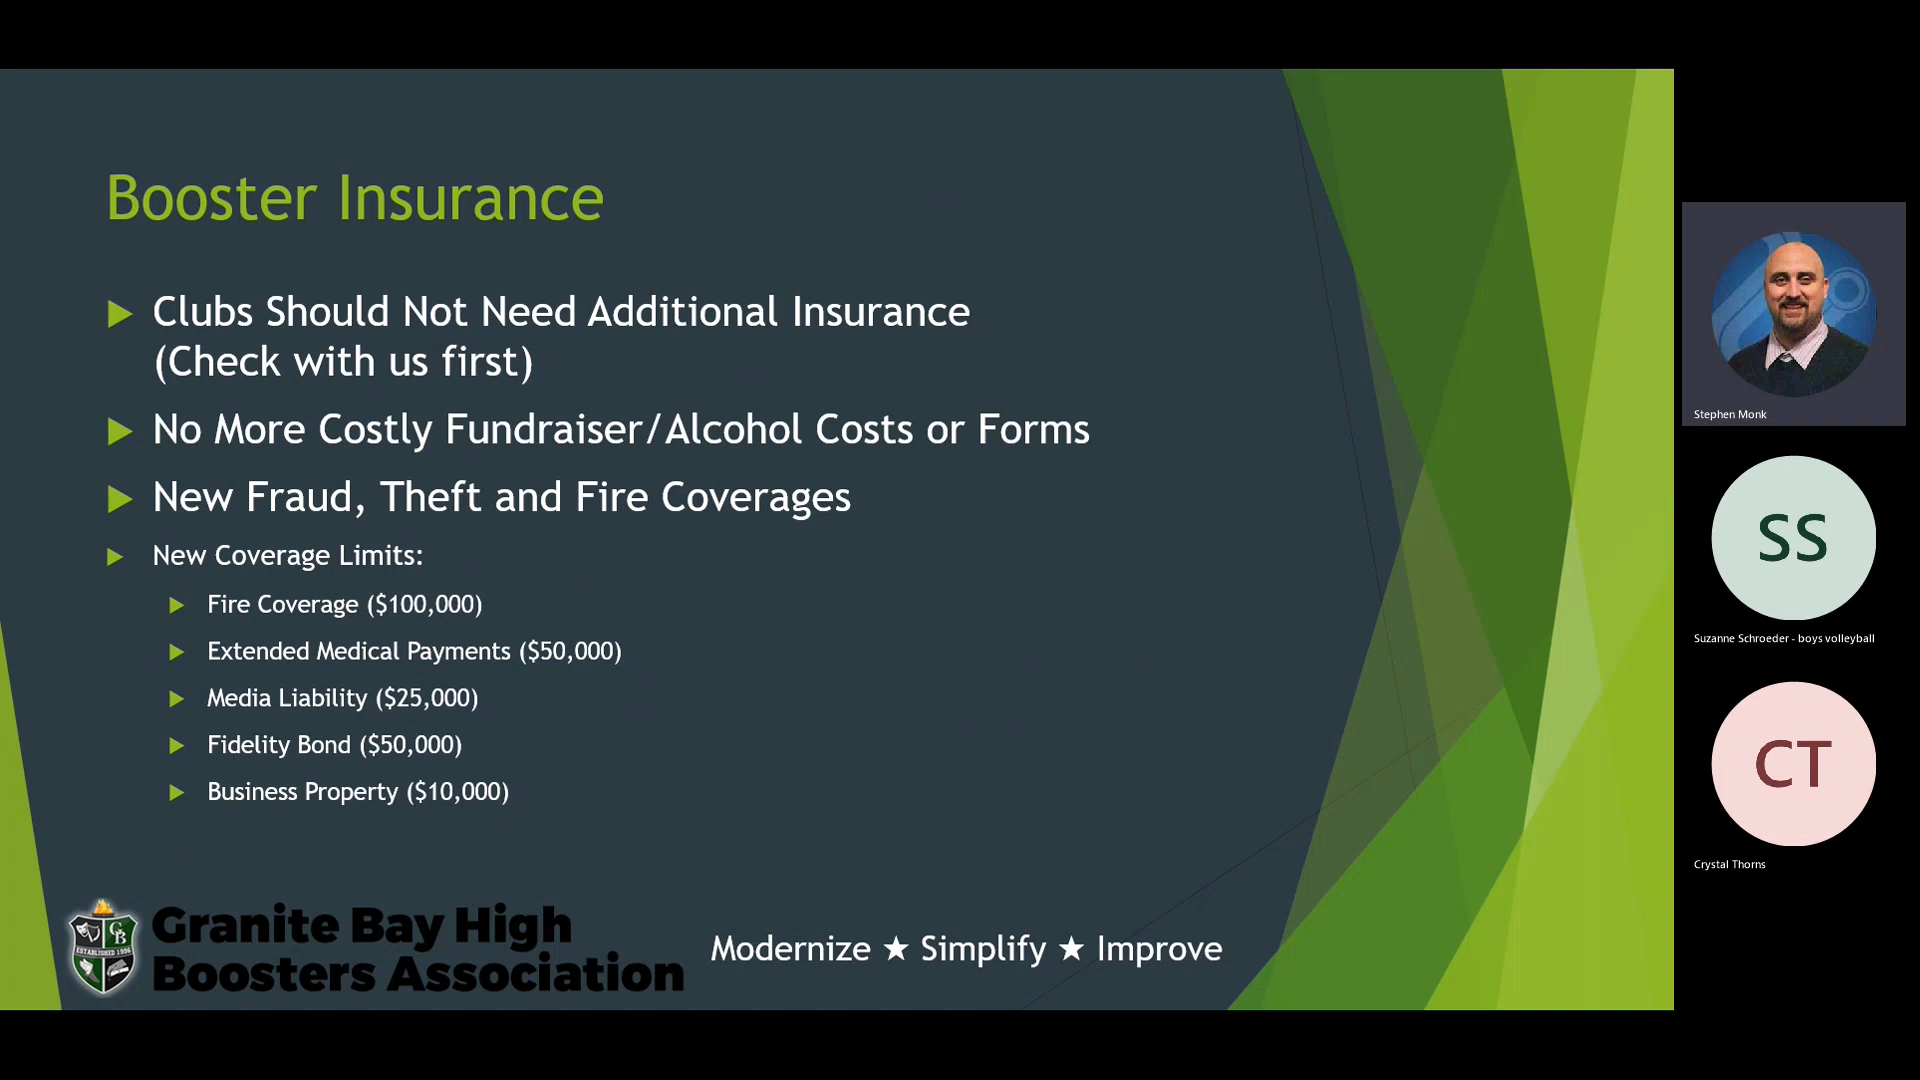 Booster Insurance
Clubs Should Not Need Additional Insurance
(Check with us first)
No More Costly Fundraiser/Alcohol Costs or Forms
New Fraud, Theft and Fire Coverages
New Coverage Limits:
Fire Coverage ($100,000)
Extended Medical Payments ($50,000)
Media Liability ($25,000)
Fidelity Bond ($50,000)
Business Property ($10,000)
GB
ESTABLISHED 1996
Granite Bay High
Boosters Association
Modernize ★ Simplify ★ Improve
Stephen Monk
SS
Suzanne Schroeder - boys volleyball
CT
Crystal Thorns